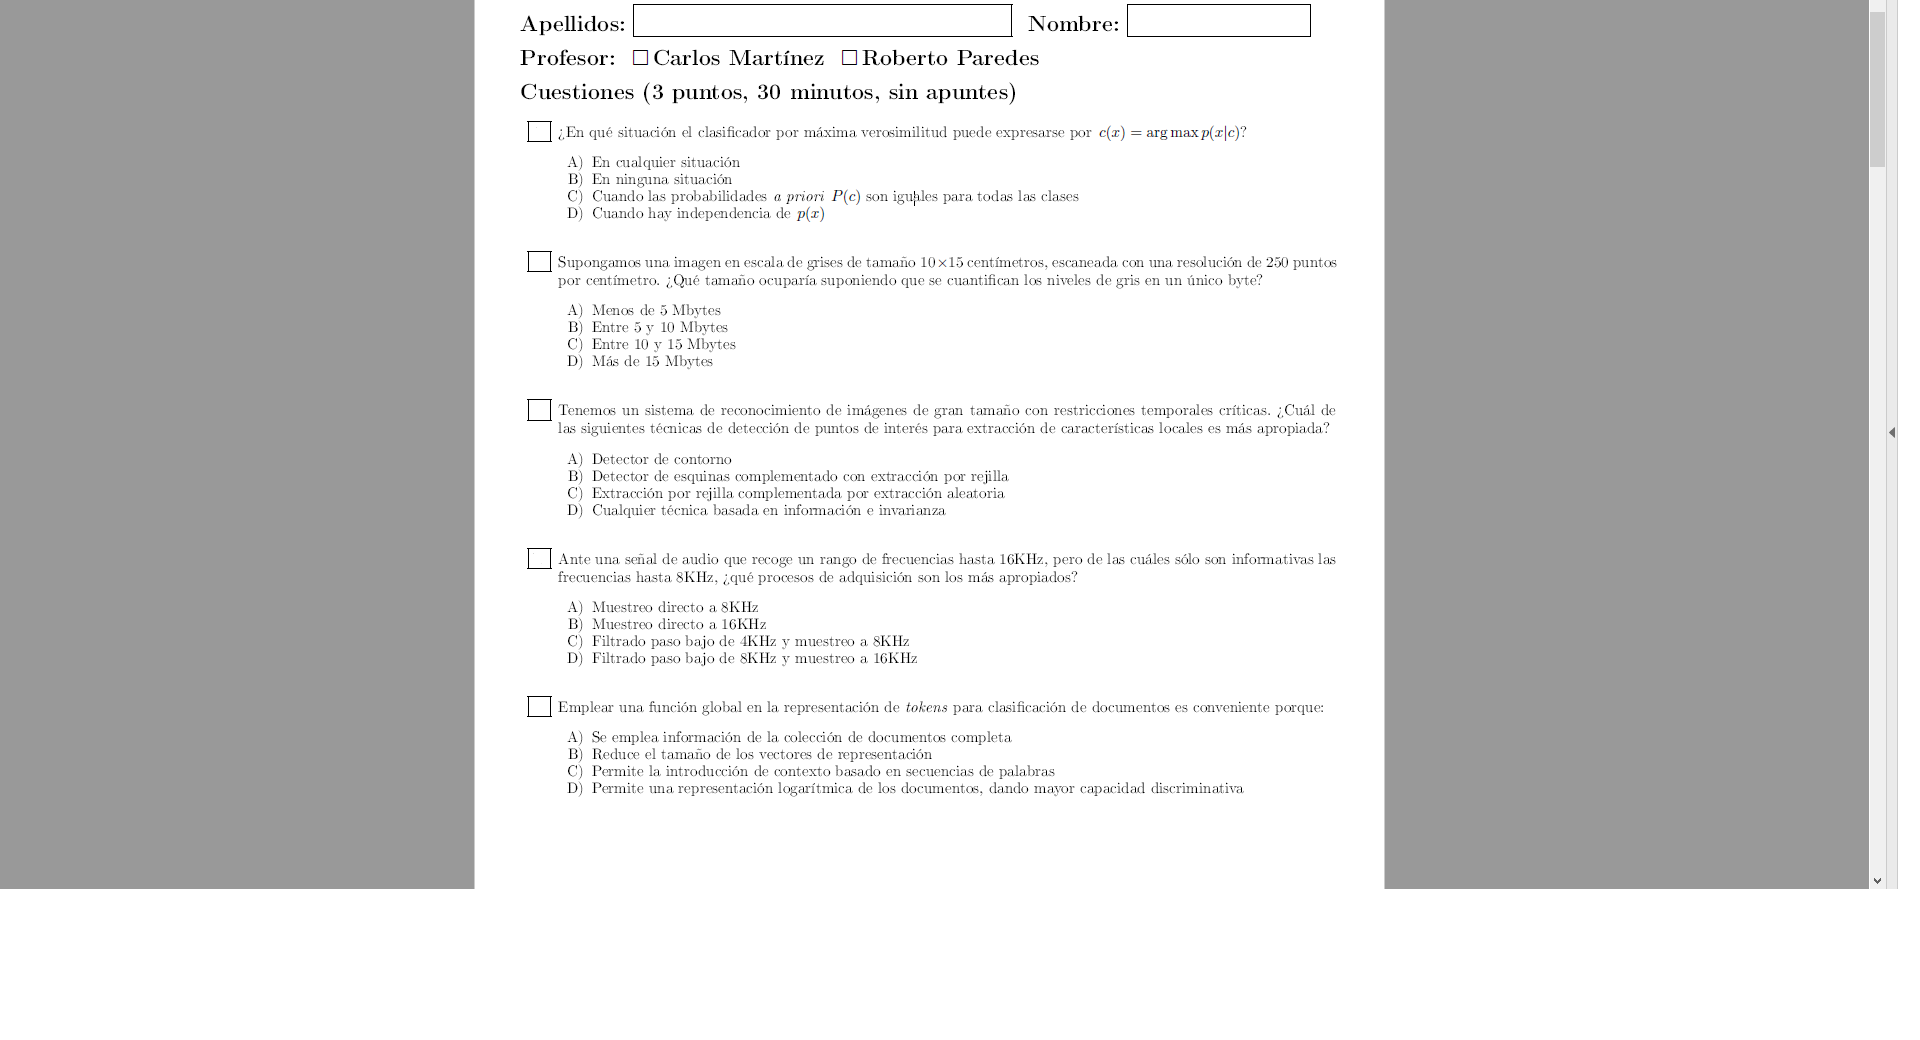 Apellidos: Nombre:
Profesor: □ Carlos Martínez □ Roberto Paredes
Cuestiones (3 puntos, 30 minutos, sin apuntes)
¿En qué situación el clasificador por máxima verosimilitud puede expresarse por c(x) = arg max p(x|c)?
A) En cualquier situación
B) En ninguna situación
C) Cuando las probabilidades a priori P(c) son iguales para todas las clases
D) Cuando hay independencia de p(x)
Supongamos una imagen en escala de grises de tamaño 10×15 centímetros, escaneada con una resolución de 250 puntos
por centímetro. ¿Qué tamaño ocuparía suponiendo que se cuantifican los niveles de gris en un único byte?
A) Menos de 5 Mbytes
B) Entre 5 y 10 Mbytes
C) Entre 10 y 15 Mbytes
D) Más de 15 Mbytes
Tenemos un sistema de reconocimiento de imágenes de gran tamaño con restricciones temporales críticas. ¿Cuál de
las siguientes técnicas de detección de puntos de interés para extracción de características locales es más apropiada?
A) Detector de contorno
B) Detector de esquinas complementado con extracción por rejilla
C) Extracción por rejilla complementada por extracción aleatoria
D) Cualquier técnica basada en información e invarianza
Ante una señal de audio que recoge un rango de frecuencias hasta 16KHz, pero de las cuáles sólo son informativas las
frecuencias hasta 8KHz, ¿qué procesos de adquisición son los más apropiados?
A) Muestreo directo a 8KHz
B) Muestreo directo a 16KHz
C) Filtrado paso bajo de 4KHz y muestreo a 8KHz
D) Filtrado paso bajo de 8KHz y muestreo a 16KHz
Emplear una función global en la representación de tokens para clasificación de documentos es conveniente porque:
A) Se emplea información de la colección de documentos completa
B) Reduce el tamaño de los vectores de representación
C) Permite la introducción de contexto basado en secuencias de palabras
D) Permite una representación logarítmica de los documentos, dando mayor capacidad discriminativa